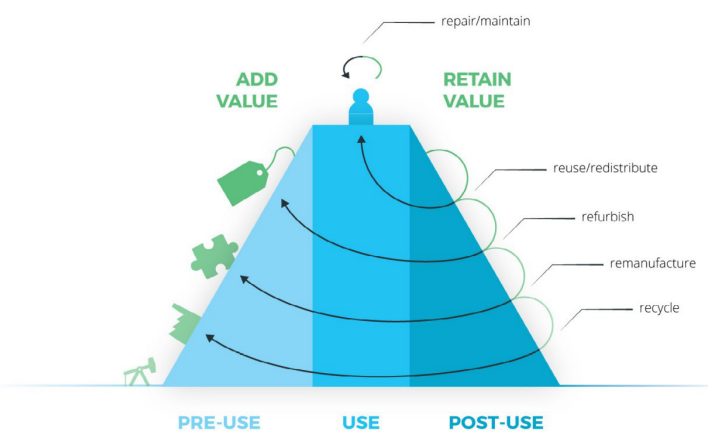 repair/maintain
ADD
VALUE
RETAIN
VALUE
reuse/redistribute
refurbish
remanufacture
recycle
PRE-USE
USE
POST-USE